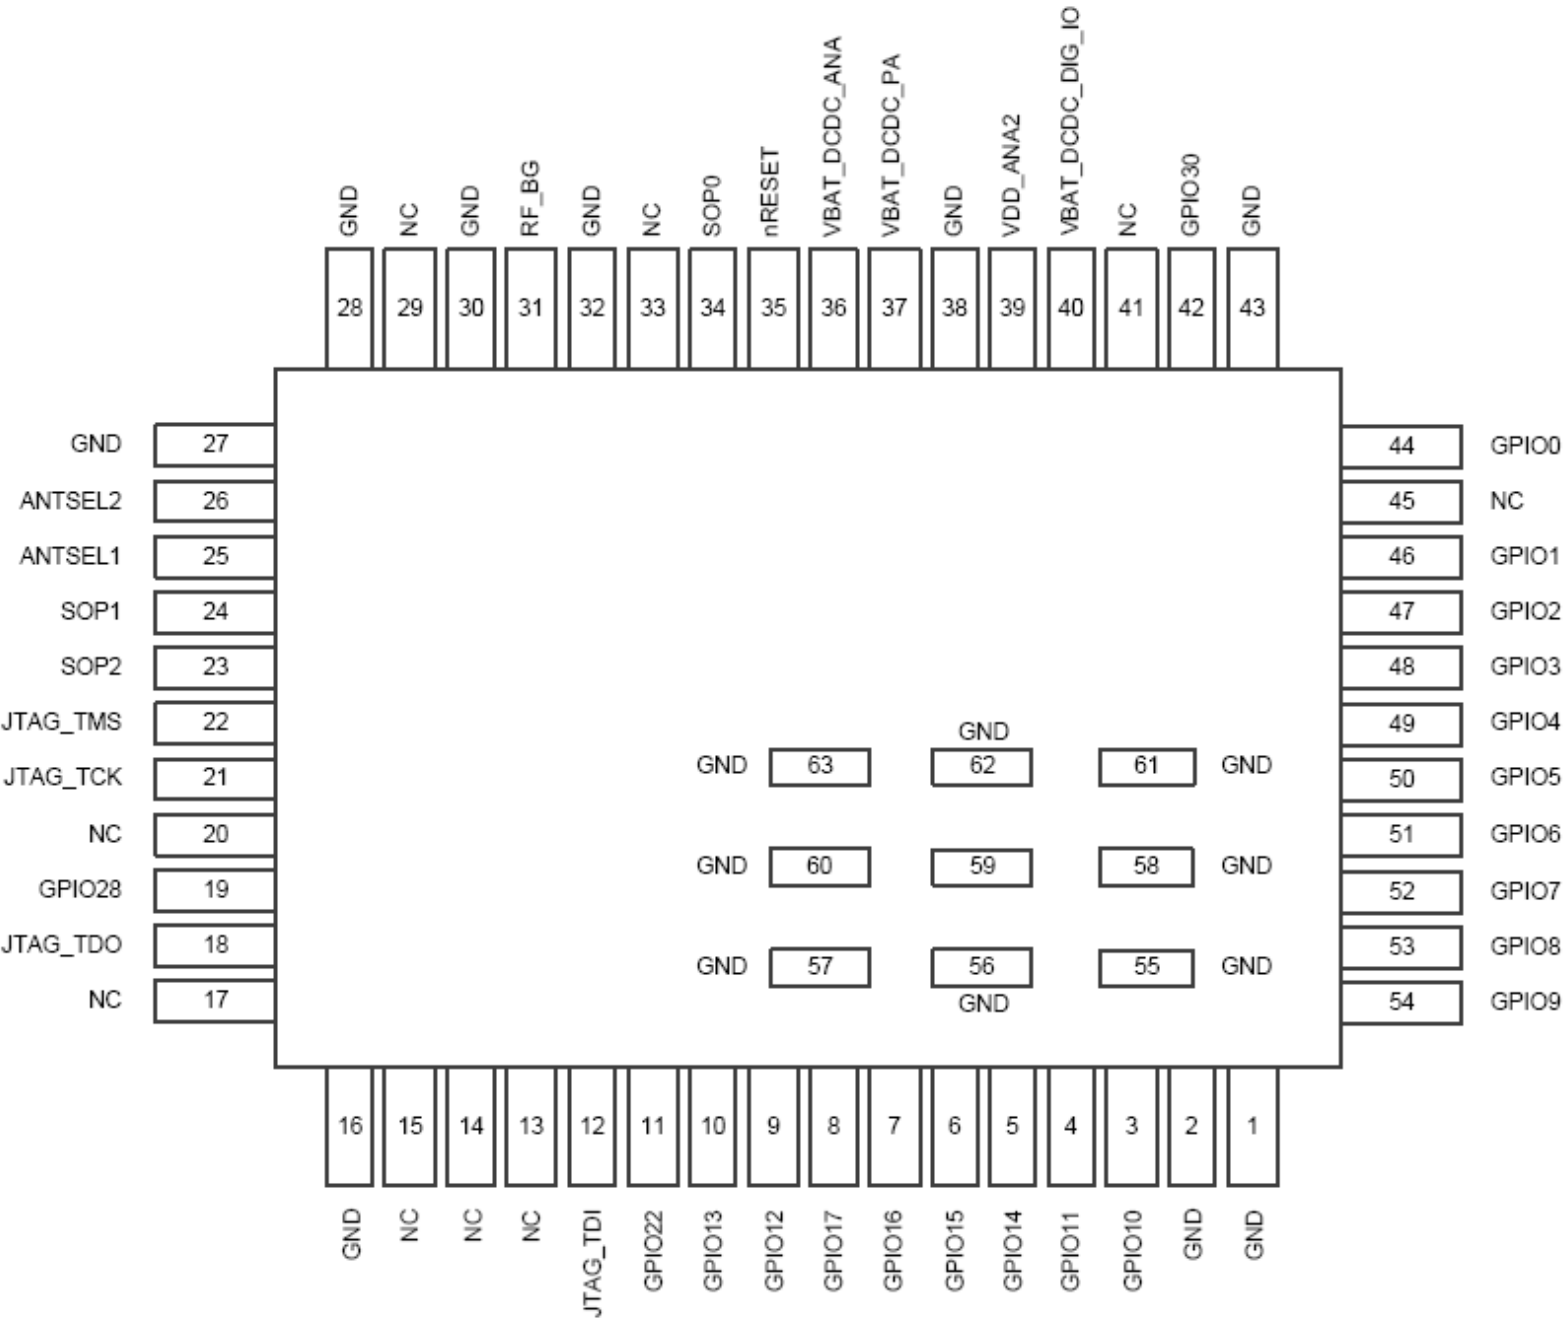 GND
NC
GND
RF_BG
GND
NC
SOP0
nRESET
VBAT_DCDC_ANA
VBAT_DCDC_PA
GND
VDD_ANA2
VBAT_DCDC_DIG_IO
NC
GPIO30
GND
28 29 30 31 32 33 34 35 36 37 38 39 40 41 42 43
GND 27
ANTSEL2 26
ANTSEL1 25
SOP1 24
SOP2 23
JTAG_TMS 22
JTAG_TCK 21
NC 20
GPIO28 19
JTAG_TDO 18
NC 17
44 GPIO0
45 NC
46 GPIO1
47 GPIO2
48 GPIO3
49 GPIO4
50 GPIO5
51 GPIO6
52 GPIO7
53 GPIO8
54 GPIO9
GND
GND 63 62 61 GND
GND 60 59 58 GND
GND 57 56 55 GND
GND
16 15 14 13 12 11 10 9 8 7 6 5 4 3 2 1
GND
NC
NC
NC
JTAG_TDI
GPIO22
GPIO13
GPIO12
GPIO17
GPIO16
GPIO15
GPIO14
GPIO11
GPIO10
GND
GND